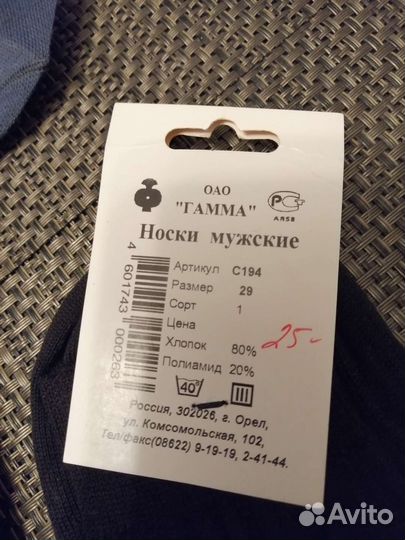 ОАО
"ГАММА"
АЯ58
Носки мужские
Артикул С194
Размер 29
Сорт 1
Цена 25-
Хлопок 80%
Полиамид 20%
40°
Россия, 302026, г. Орел,
ул. Комсомольская, 102,
Тел/факс(08622) 9-19-19, 2-41-44.
4 601743 000263
Avito